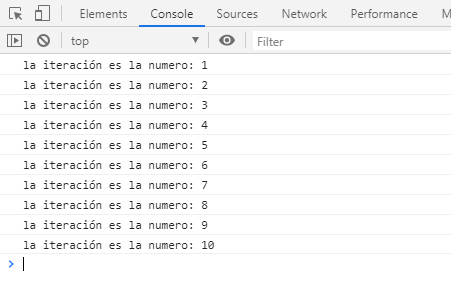 Elements Console Sources Network Performance
top Filter
la iteración es la numero: 1
la iteración es la numero: 2
la iteración es la numero: 3
la iteración es la numero: 4
la iteración es la numero: 5
la iteración es la numero: 6
la iteración es la numero: 7
la iteración es la numero: 8
la iteración es la numero: 9
la iteración es la numero: 10